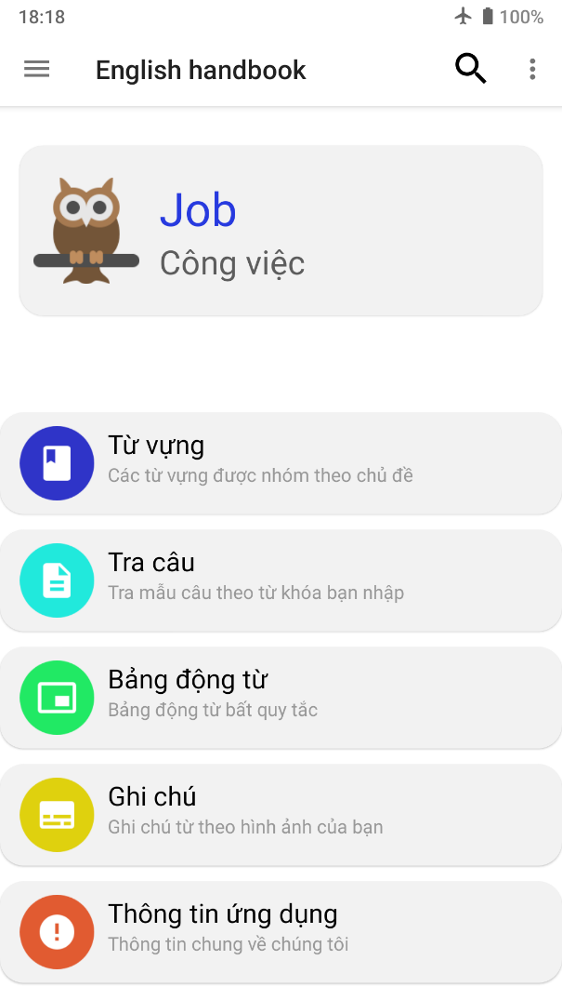 18:18
100%
English handbook
Job
Công việc
Từ vựng
Các từ vựng được nhóm theo chủ đề
Tra câu
Tra mẫu câu theo từ khóa bạn nhập
Bảng động từ
Bảng động từ bất quy tắc
Ghi chú
Ghi chú từ theo hình ảnh của bạn
Thông tin ứng dụng
Thông tin chung về chúng tôi